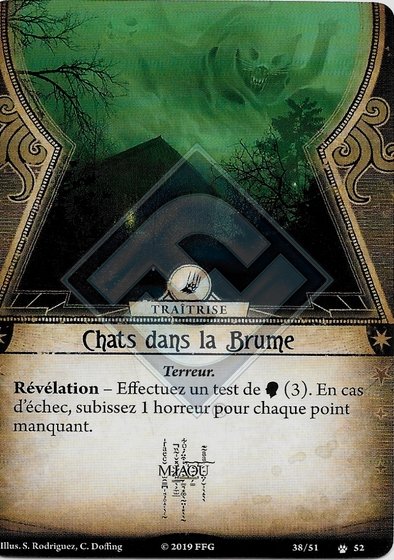 TRAÎTRISE
Chats dans la Brume
Terreur.
Révélation – Effectuez un test de (3). En cas
d'échec, subissez 1 horreur pour chaque point
manquant.
MIAOU
Illus. S. Rodriguez, C. Doffing
© 2019 FFG
38/51
52